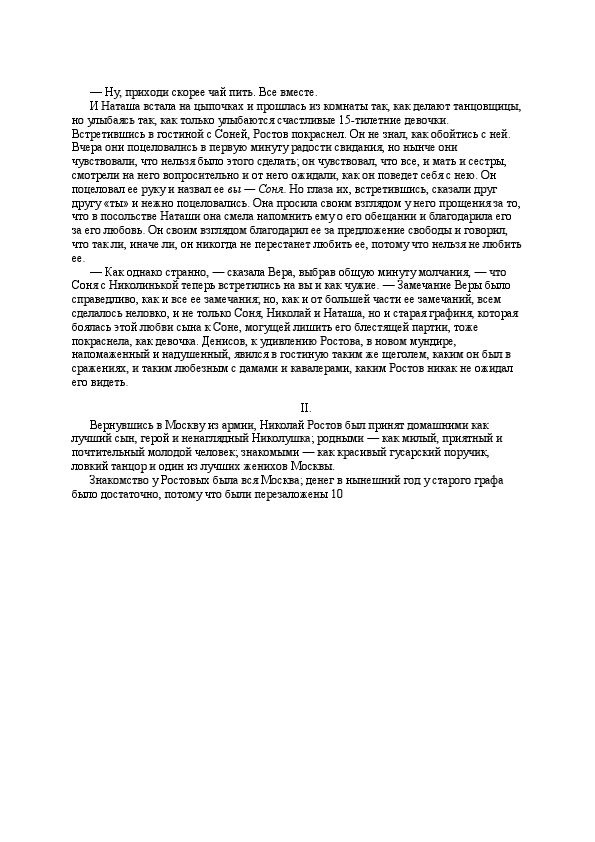 — Ну, приходи скорее чай пить. Все вместе.
И Наташа встала на цыпочках и прошлась из комнаты так, как делают танцовщицы,
но улыбаясь так, как только улыбаются счастливые 15-тилетние девочки.
Встретившись в гостиной с Соней, Ростов покраснел. Он не знал, как обойтись с ней.
Вчера они поцеловались в первую минуту радости свидания, но нынче они
чувствовали, что нельзя было этого сделать; он чувствовал, что все, и мать и сестры,
смотрели на него вопросительно и от него ожидали, как он поведет себя с нею. Он
поцеловал ее руку и назвал ее вы — Соня. Но глаза их, встретившись, сказали друг
другу «ты» и нежно поцеловались. Она просила своим взглядом у него прощения за то,
что в посольстве Наташи она смела напомнить ему о его обещании и благодарила его
за его любовь. Он своим взглядом благодарил ее за предложение свободы и говорил,
что так ли, иначе ли, он никогда не перестанет любить ее, потому что нельзя не любить
ее.
— Как однако странно, — сказала Вера, выбрав общую минуту молчания, — что
Соня с Николинькой теперь встретились на вы и как чужие. — Замечание Веры было
справедливо, как и все ее замечания; но, как и от большей части ее замечаний, всем
сделалось неловко, и не только Соня, Николай и Наташа, но и старая графиня, которая
боялась этой любви сына к Соне, могущей лишить его блестящей партии, тоже
покраснела, как девочка. Денисов, к удивлению Ростова, в новом мундире,
напомаженный и надушенный, явился в гостиную таким же щеголем, каким он был в
сражениях, и таким любезным с дамами и кавалерами, каким Ростов никак не ожидал
его видеть.
II.
Вернувшись в Москву из армии, Николай Ростов был принят домашними как
лучший сын, герой и ненаглядный Николушка; родными — как милый, приятный и
почтительный молодой человек; знакомыми — как красивый гусарский поручик,
ловкий танцор и один из лучших женихов Москвы.
Знакомство у Ростовых была вся Москва; денег в нынешний год у старого графа
было достаточно, потому что были перезаложены 10